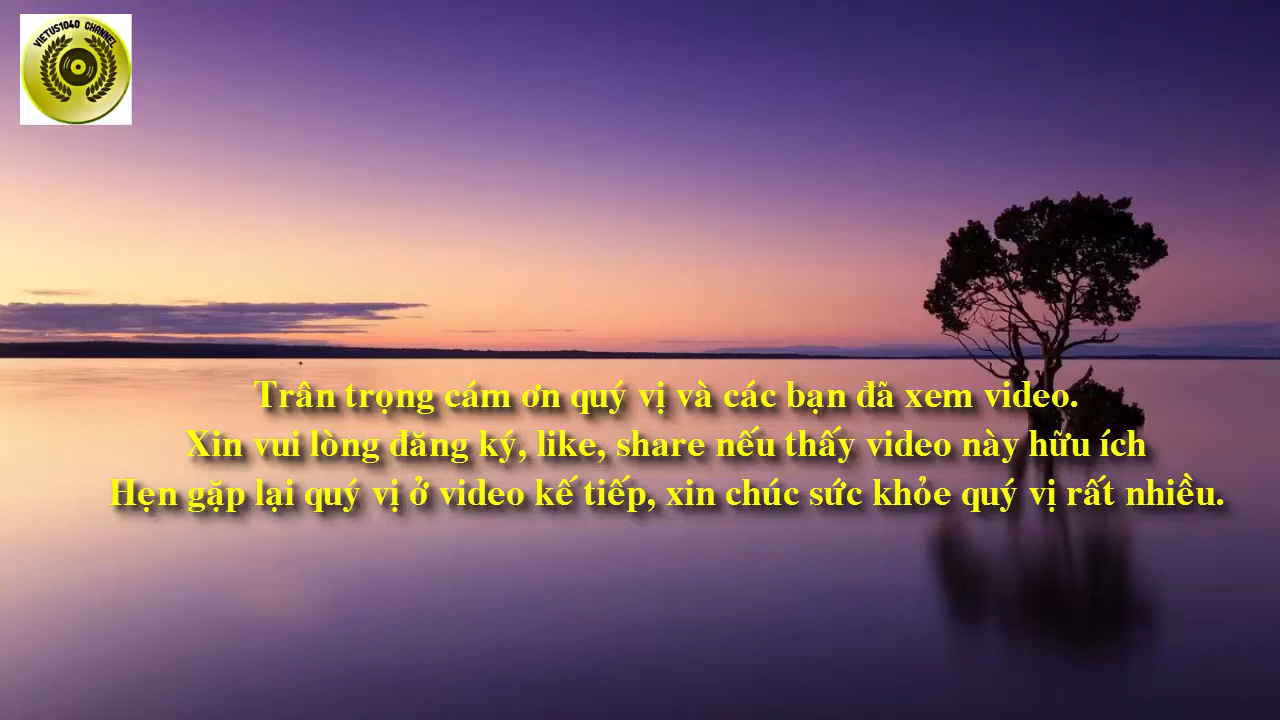 VIETUS1040 CHANNEL
Trân trọng cám ơn quý vị và các bạn đã xem video.
Xin vui lòng đăng ký, like, share nếu thấy video này hữu ích
Hẹn gặp lại quý vị ở video kế tiếp, xin chúc sức khỏe quý vị rất nhiều.